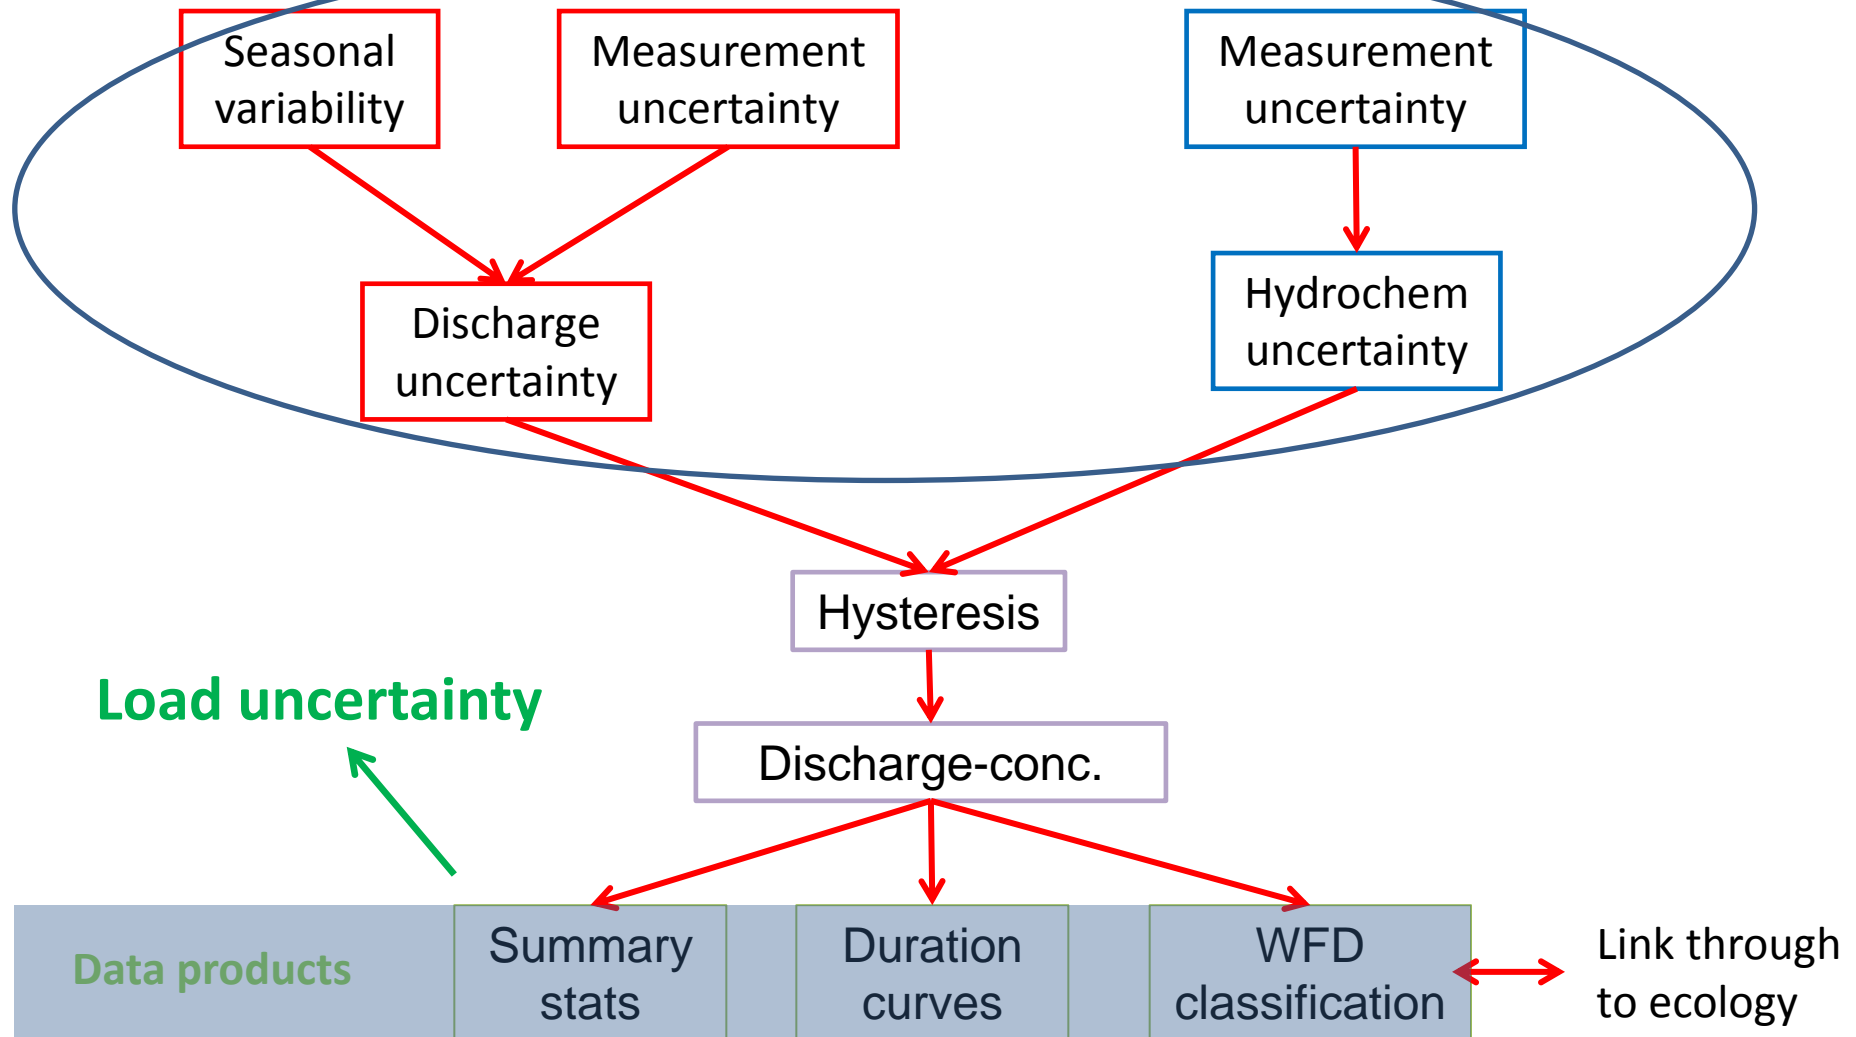 Seasonal
variability
Measurement
uncertainty
Measurement
uncertainty
Discharge
uncertainty
Hydrochem
uncertainty
Hysteresis
Load uncertainty
Discharge-conc.
Data products
Summary
stats
Duration
curves
WFD
classification
Link through
to ecology